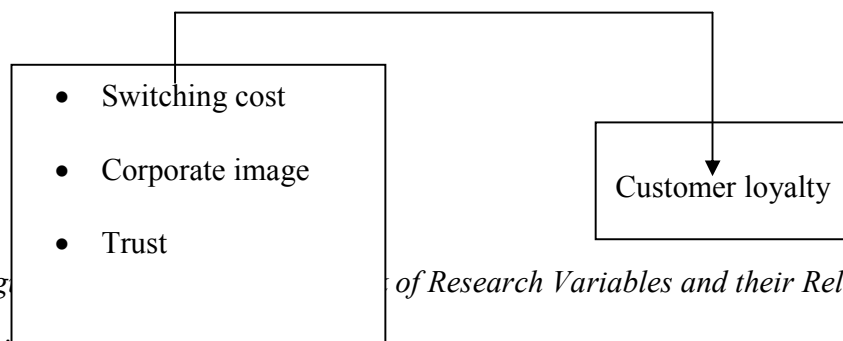 • Switching cost
• Corporate image
• Trust
Customer loyalty
of Research Variables and their